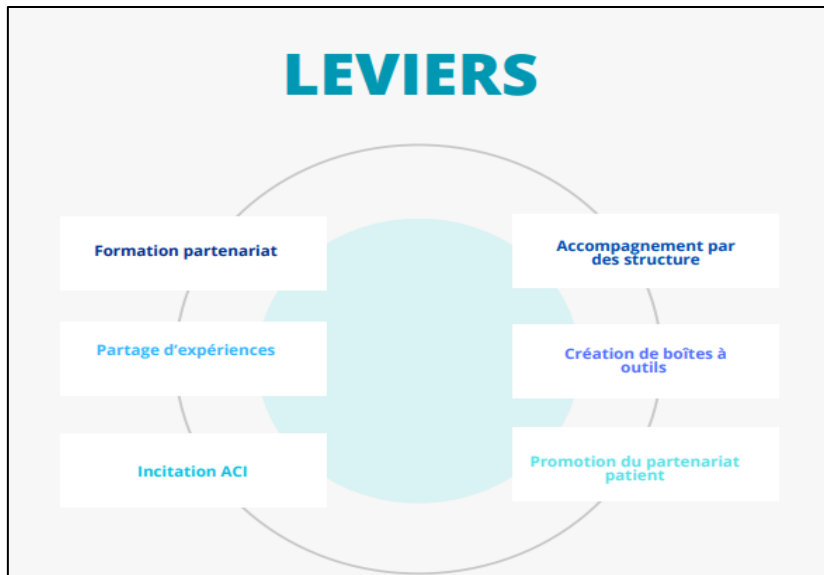 LEVIERS
Formation partenariat
Partage d’expériences
Incitation ACI
Accompagnement par
des structure
Création de boîtes à
outils
Promotion du partenariat
patient